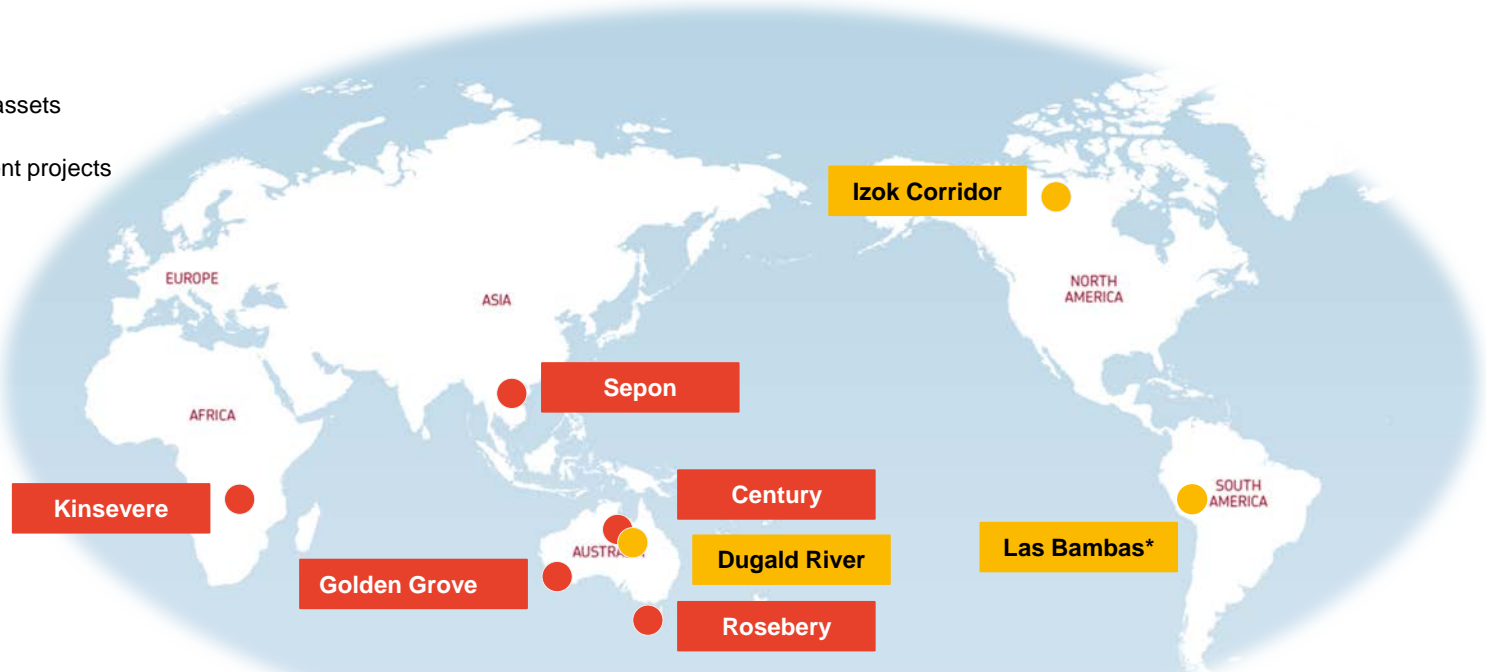 assets
ent projects
Izok Corridor
EUROPE
ASIA
NORTH
AMERICA
Sepon
AFRICA
Kinsevere
Century
SOUTH
AMERICA
Las Bambas*
Dugald River
Golden Grove
Rosebery